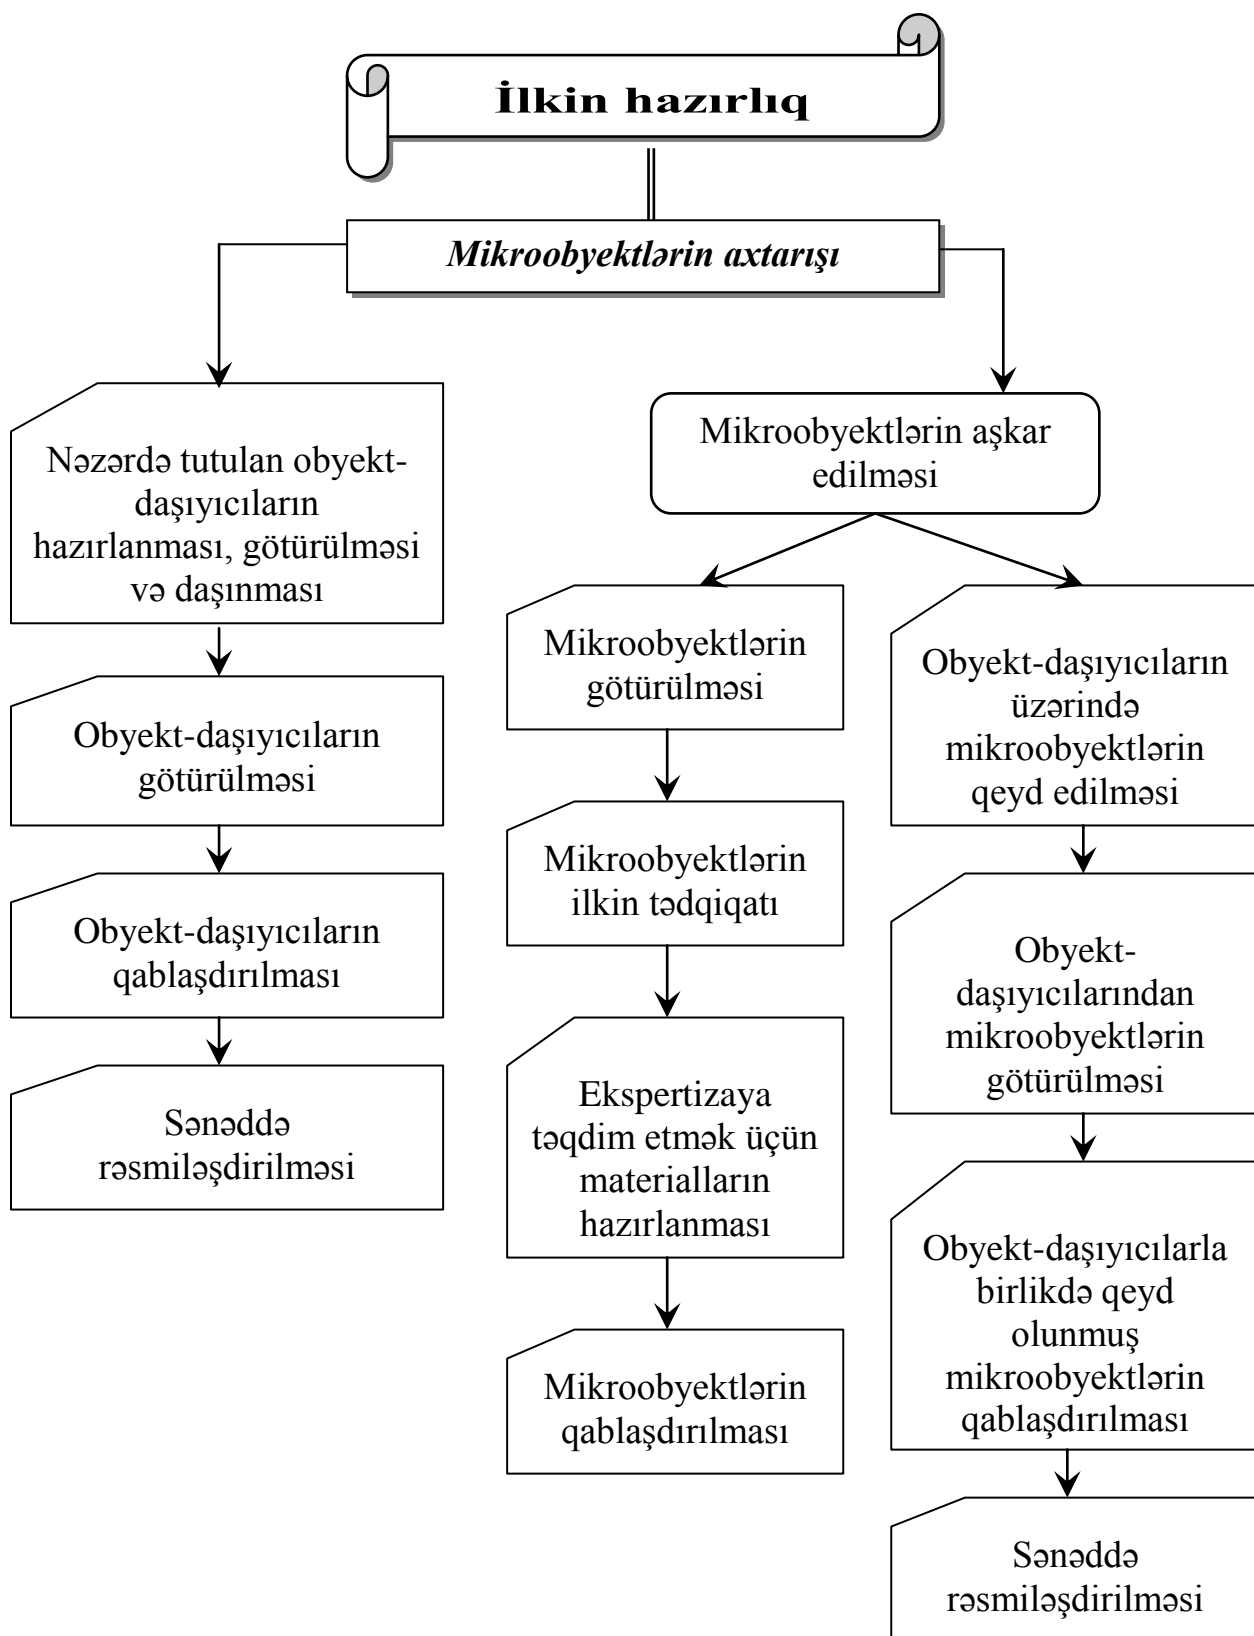 İlkin hazırlıq
Mikroobyektlərin axtarışı
Nəzərdə tutulan obyekt-
daşıyıcıların
hazırlanması, götürülməsi
və daşınması
Obyekt-daşıyıcıların
götürülməsi
Obyekt-daşıyıcıların
qablaşdırılması
Sənəddə
rəsmiləşdirilməsi
Mikroobyektlərin aşkar
edilməsi
Mikroobyektlərin
götürülməsi
Mikroobyektlərin
ilkin tədqiqatı
Ekspertizaya
təqdim etmək üçün
materialların
hazırlanması
Mikroobyektlərin
qablaşdırılması
Obyekt-daşıyıcıların
üzərində
mikroobyektlərin
qeyd edilməsi
Obyekt-
daşıyıcılarından
mikroobyektlərin
götürülməsi
Obyekt-daşıyıcılarla
birlikdə qeyd
olunmuş
mikroobyektlərin
qablaşdırılması
Sənəddə
rəsmiləşdirilməsi